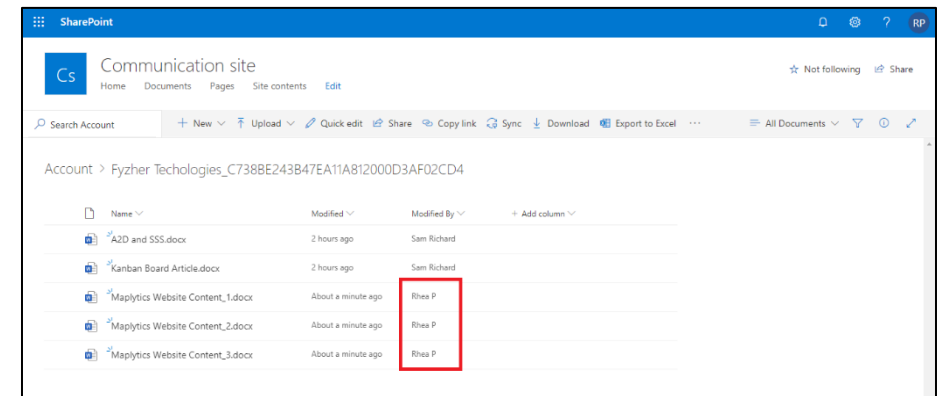 SharePoint ? RP
Cs Communication site
Home Documents Pages Site contents Edit
Not following Share
Search Account + New Upload Quick edit Share Copy link Sync Download Export to Excel ··· All Documents
Account > Fyzher Techologies_C738BE243B47EA11A812000D3AF02CD4
Name Modified Modified By + Add column
A2D and SSS.docx 2 hours ago Sam Richard
Kanban Board Article.docx 2 hours ago Sam Richard
Maplytics Website Content_1.docx About a minute ago Rhea P
Maplytics Website Content_2.docx About a minute ago Rhea P
Maplytics Website Content_3.docx About a minute ago Rhea P